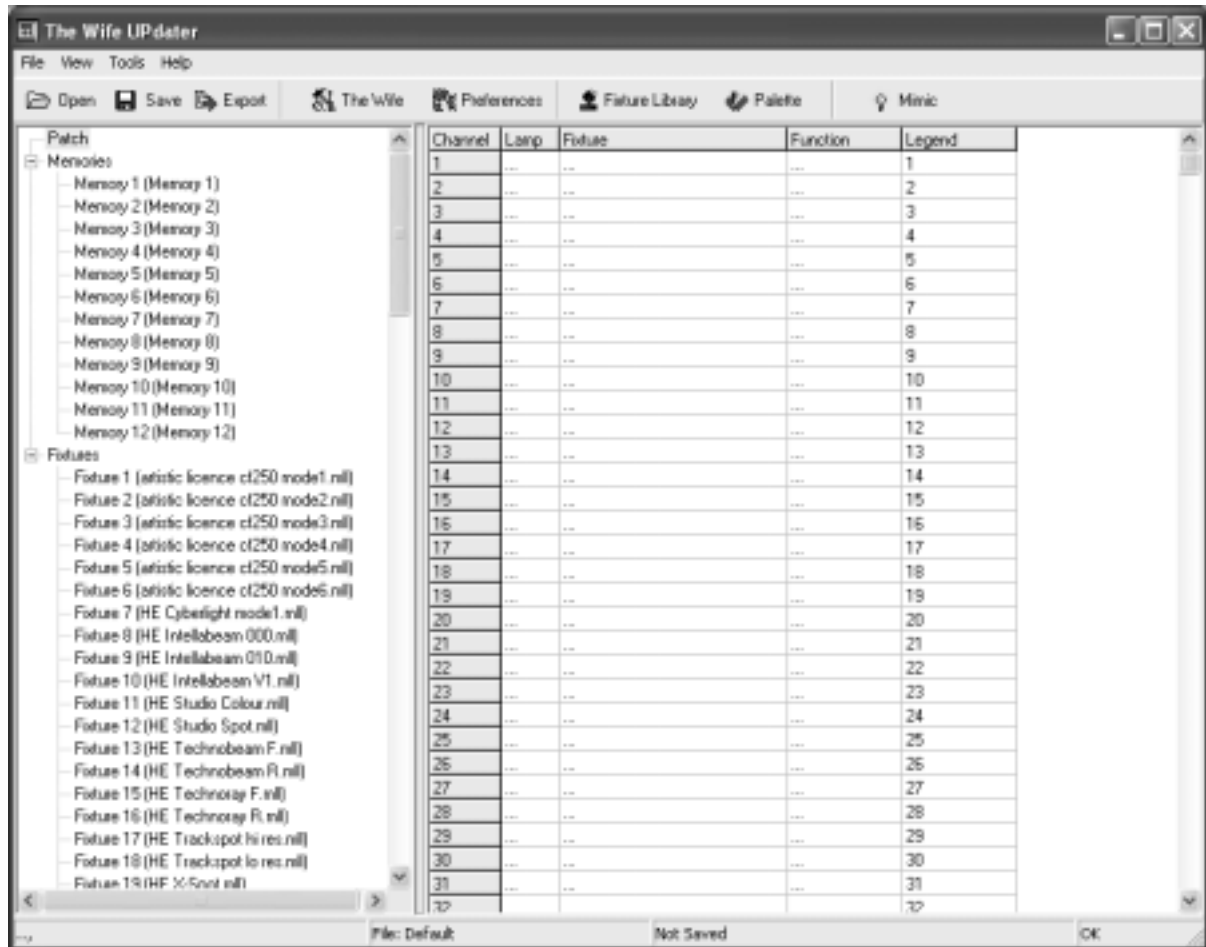 The Wife UPdater
File View Tools Help
Open Save Export The Wife Preferences Fixture Library Palette Mimic
Patch
Memories
Memory 1 (Memory 1)
Memory 2 (Memory 2)
Memory 3 (Memory 3)
Memory 4 (Memory 4)
Memory 5 (Memory 5)
Memory 6 (Memory 6)
Memory 7 (Memory 7)
Memory 8 (Memory 8)
Memory 9 (Memory 9)
Memory 10 (Memory 10)
Memory 11 (Memory 11)
Memory 12 (Memory 12)
Fixtures
Fixture 1 (artistic licence cf250 mode1.mll)
Fixture 2 (artistic licence cf250 mode2.mll)
Fixture 3 (artistic licence cf250 mode3.mll)
Fixture 4 (artistic licence cf250 mode4.mll)
Fixture 5 (artistic licence cf250 mode5.mll)
Fixture 6 (artistic licence cf250 mode6.mll)
Fixture 7 (HE Cyberlight mode1.mll)
Fixture 8 (HE Intellabeam 000.mll)
Fixture 9 (HE Intellabeam 010.mll)
Fixture 10 (HE Intellabeam V1.mll)
Fixture 11 (HE Studio Colour.mll)
Fixture 12 (HE Studio Spot.mll)
Fixture 13 (HE Technobeam F.mll)
Fixture 14 (HE Technobeam R.mll)
Fixture 15 (HE Technoray F.mll)
Fixture 16 (HE Technoray R.mll)
Fixture 17 (HE Trackspot hi res.mll)
Fixture 18 (HE Trackspot lo res.mll)
Fixture 19 (HE X-Spot.mll)
Channel Lamp Fixture Function Legend
1 ... ... ... 1
2 ... ... ... 2
3 ... ... ... 3
4 ... ... ... 4
5 ... ... ... 5
6 ... ... ... 6
7 ... ... ... 7
8 ... ... ... 8
9 ... ... ... 9
10 ... ... ... 10
11 ... ... ... 11
12 ... ... ... 12
13 ... ... ... 13
14 ... ... ... 14
15 ... ... ... 15
16 ... ... ... 16
17 ... ... ... 17
18 ... ... ... 18
19 ... ... ... 19
20 ... ... ... 20
21 ... ... ... 21
22 ... ... ... 22
23 ... ... ... 23
24 ... ... ... 24
25 ... ... ... 25
26 ... ... ... 26
27 ... ... ... 27
28 ... ... ... 28
29 ... ... ... 29
30 ... ... ... 30
31 ... ... ... 31
32 32
..., File: Default Not Saved OK